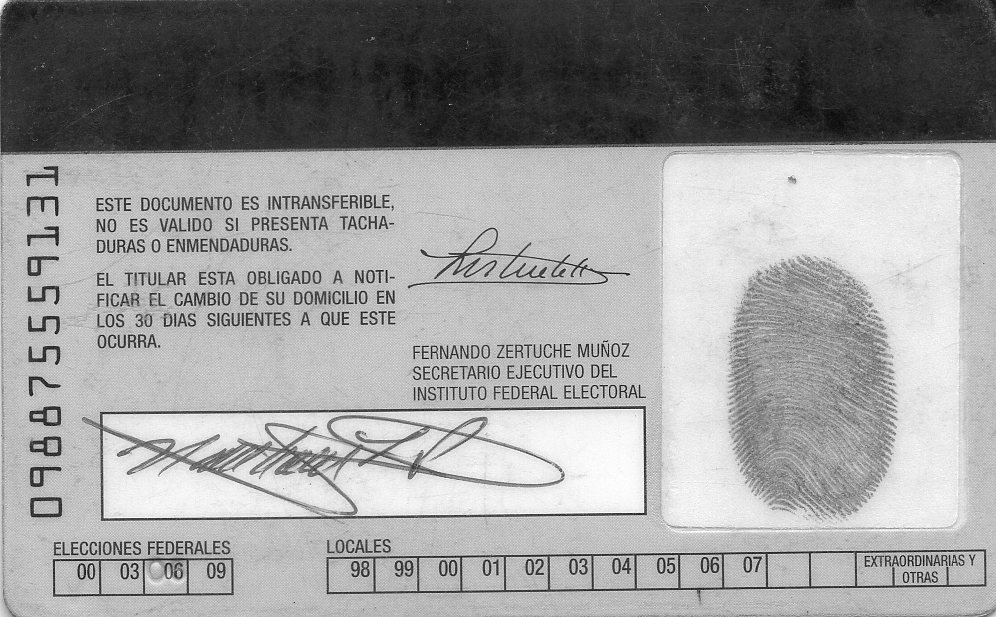 0988755559131
ESTE DOCUMENTO ES INTRANSFERIBLE,
NO ES VALIDO SI PRESENTA TACHA-
DURAS O ENMENDADURAS.
EL TITULAR ESTA OBLIGADO A NOTI-
FICAR EL CAMBIO DE SU DOMICILIO EN
LOS 30 DIAS SIGUIENTES A QUE ESTE
OCURRA.
FERNANDO ZERTUCHE MUÑOZ
SECRETARIO EJECUTIVO DEL
INSTITUTO FEDERAL ELECTORAL
ELECCIONES FEDERALES
00 03 06 09
LOCALES
98 99 00 01 02 03 04 05 06 07
EXTRAORDINARIAS Y
OTRAS